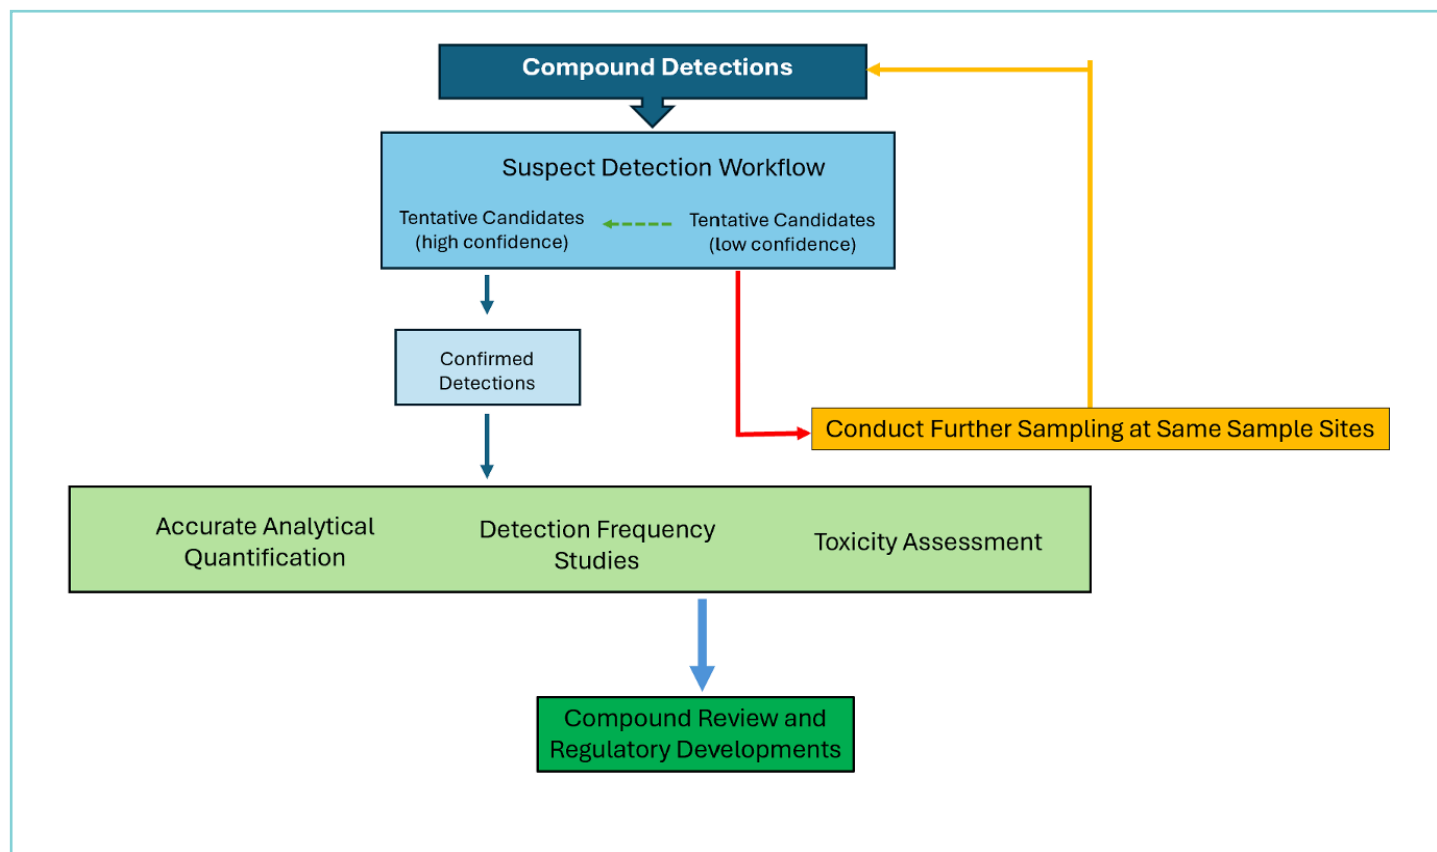 Compound Detections
Suspect Detection Workflow
Tentative Candidates
(high confidence)
Tentative Candidates
(low confidence)
Confirmed
Detections
Conduct Further Sampling at Same Sample Sites
Accurate Analytical
Quantification
Detection Frequency
Studies
Toxicity Assessment
Compound Review and
Regulatory Developments